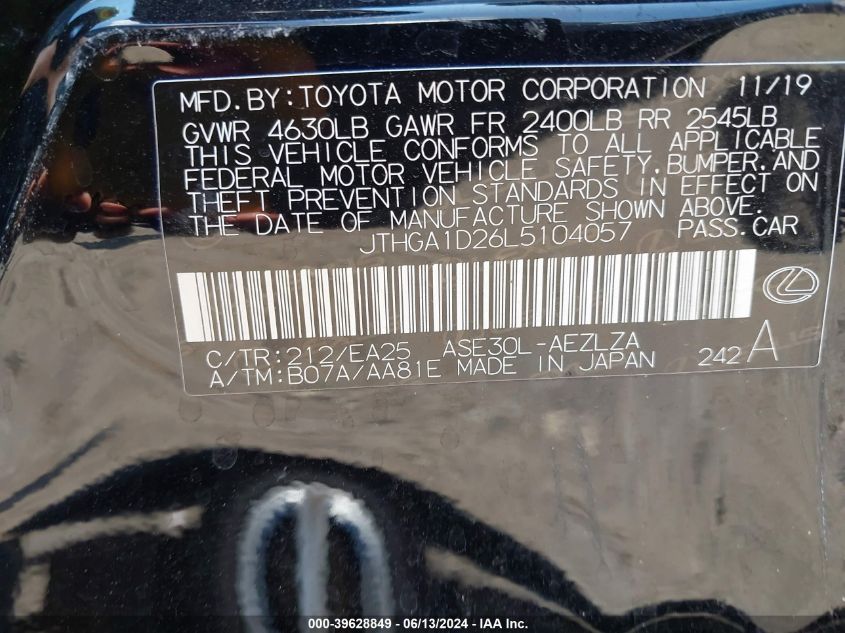 MFD.BY:TOYOTA MOTOR CORPORATION 11/19
GVWR 4630LB GAWR FR 2400LB RR 2545LB
THIS VEHICLE CONFORMS TO ALL APPLICABLE
FEDERAL MOTOR VEHICLE SAFETY,BUMPER,AND
THEFT PREVENTION STANDARDS IN EFFECT ON
THE DATE OF MANUFACTURE SHOWN ABOVE.
JTHGA1D26L5104057 PASS.CAR
C/TR:212/EA25 ASE30L-AEZLZA
A/TM:B07A/AA81E MADE IN JAPAN 242A
000-39628849 - 06/13/2024 - IAA Inc.